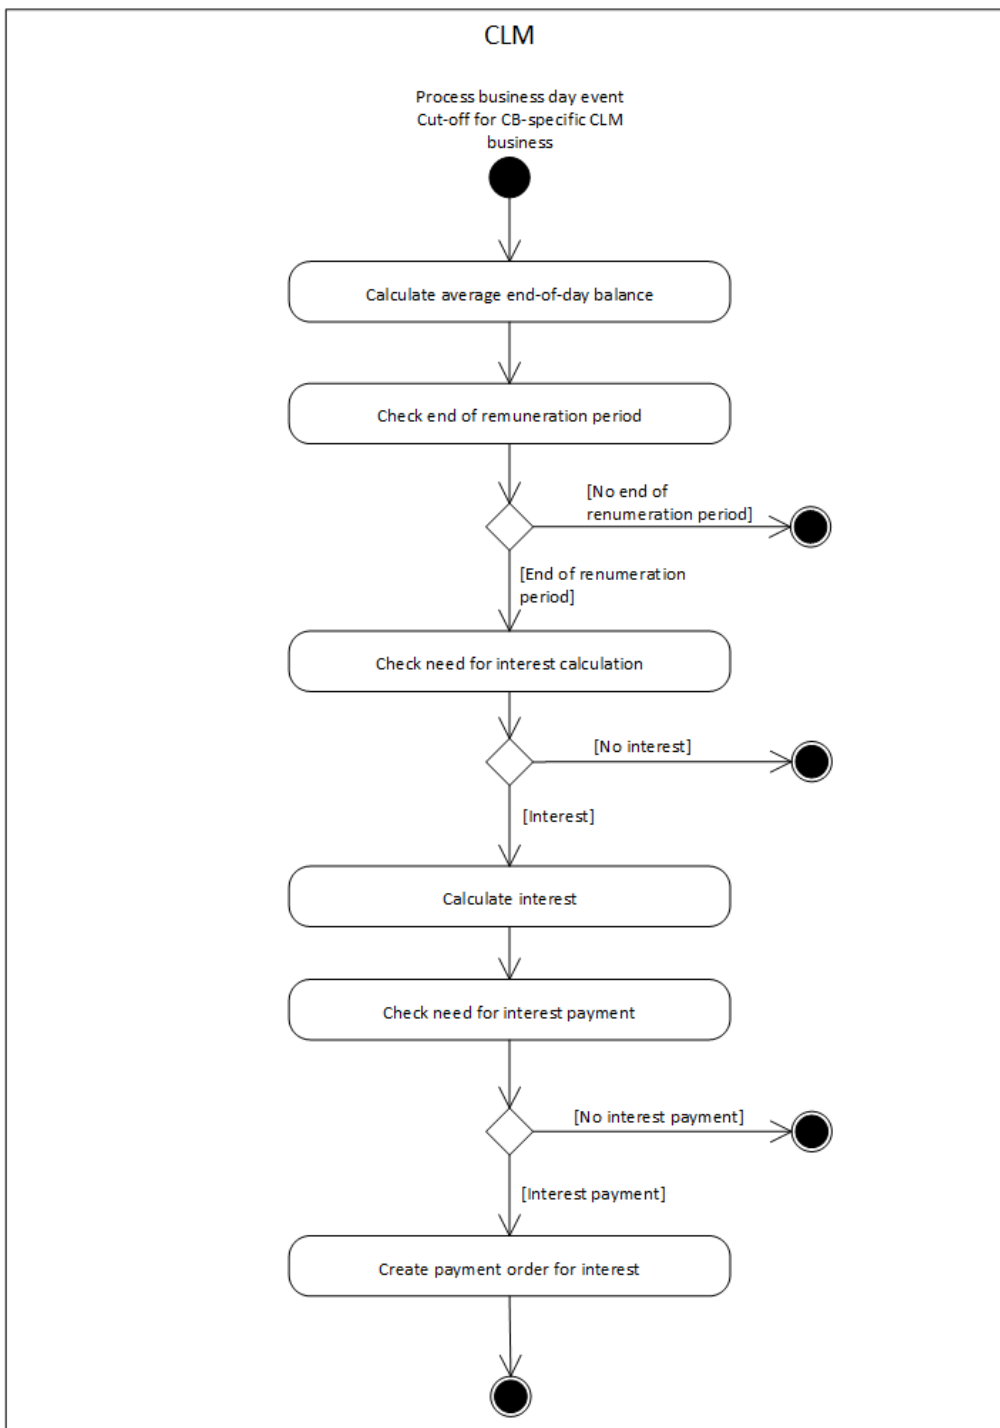 CLM
Process business day event
Cut-off for CB-specific CLM
business
Calculate average end-of-day balance
Check end of remuneration period
[No end of
renumeration period]
[End of renumeration
period]
Check need for interest calculation
[No interest]
[Interest]
Calculate interest
Check need for interest payment
[No interest payment]
[Interest payment]
Create payment order for interest